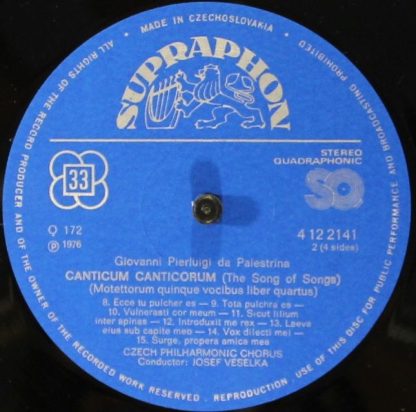 • MADE IN CZECHOSLOVAKIA •
ALL RIGHTS OF THE RECORD PRODUCER AND OF THE OWNER OF THE RECORDED WORK RESERVED. REPRODUCTION. USE OF THIS DISC FOR PUBLIC PERFORMANCE AND BROADCASTING PROHIBITED
SUPRAPHON
33
STEREO
QUADRAPHONIC
SQ
Q 172
℗ 1976
4 12 2141
2 (4 sides)
Giovanni Pierluigi da Palestrina
CANTICUM CANTICORUM (The Song of Songs)
(Motettorum quinque vocibus liber quartus)
8. Ecce tu pulcher es — 9. Tota pulchra es —
10. Vulnerasti cor meum — 11. Sicut lilium
inter spinas — 12. Introduxit me rex — 13. Laeva
eius sub capite meo — 14. Vox dilecti mei —
15. Surge, propera amica mea
CZECH PHILHARMONIC CHORUS
Conductor: JOSEF VESELKA